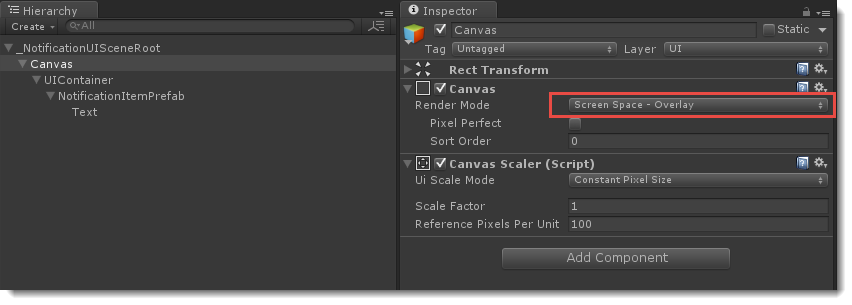 Hierarchy
Create
All
_NotificationUISceneRoot
Canvas
UIContainer
NotificationItemPrefab
Text
Inspector
Canvas
Static
Tag Untagged Layer UI
Rect Transform
Canvas
Render Mode Screen Space - Overlay
Pixel Perfect
Sort Order 0
Canvas Scaler (Script)
Ui Scale Mode Constant Pixel Size
Scale Factor 1
Reference Pixels Per Unit 100
Add Component